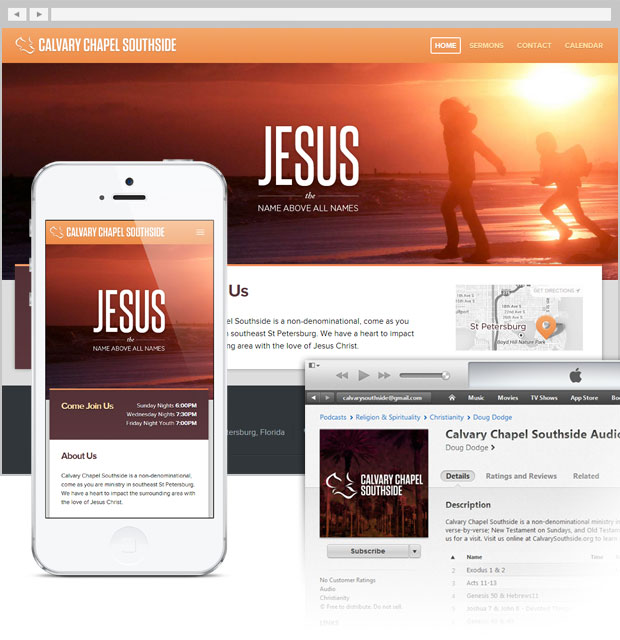 CALVARY CHAPEL SOUTHSIDE
HOME SERMONS CONTACT CALENDAR
JESUS
the
NAME ABOVE ALL NAMES
Us
Southside is a non-denominational, come as you
southeast St Petersburg. We have a heart to impact
area with the love of Jesus Christ.
GET DIRECTIONS
18th Ave S
22nd Ave S
St Petersburg
Boyd Hill Nature Park
Petersburg, Florida
CALVARY CHAPEL SOUTHSIDE
JESUS
the
NAME ABOVE ALL NAMES
Come Join Us
Sunday Nights 6:00PM
Wednesday Nights 7:30PM
Friday Night Youth 7:00PM
About Us
Calvary Chapel Southside is a non-denominational,
come as you are ministry in southeast St Petersburg.
We have a heart to impact the surrounding area with
the love of Jesus Christ.
calvarysouthside@gmail.com
Music Movies TV Shows App Store
Podcasts > Religion & Spirituality > Christianity > Doug Dodge
CALVARY CHAPEL
SOUTHSIDE
Subscribe
No Customer Ratings
Audio
Christianity
© Free to distribute. Do not sell.
LINKS
Calvary Chapel Southside Audio
Doug Dodge >
Details Ratings and Reviews Related
Description
Calvary Chapel Southside is a non-denominational ministry in
verse-by-verse; New Testament on Sundays, and Old Testament
us for a visit. Visit us online at CalvarySouthside.org to learn
Name Time
2 Exodus 1 & 2
3 Acts 11-13
4 Genesis 50 & Hebrews11
5 Joshua 7 & John 8 - Devoted Things